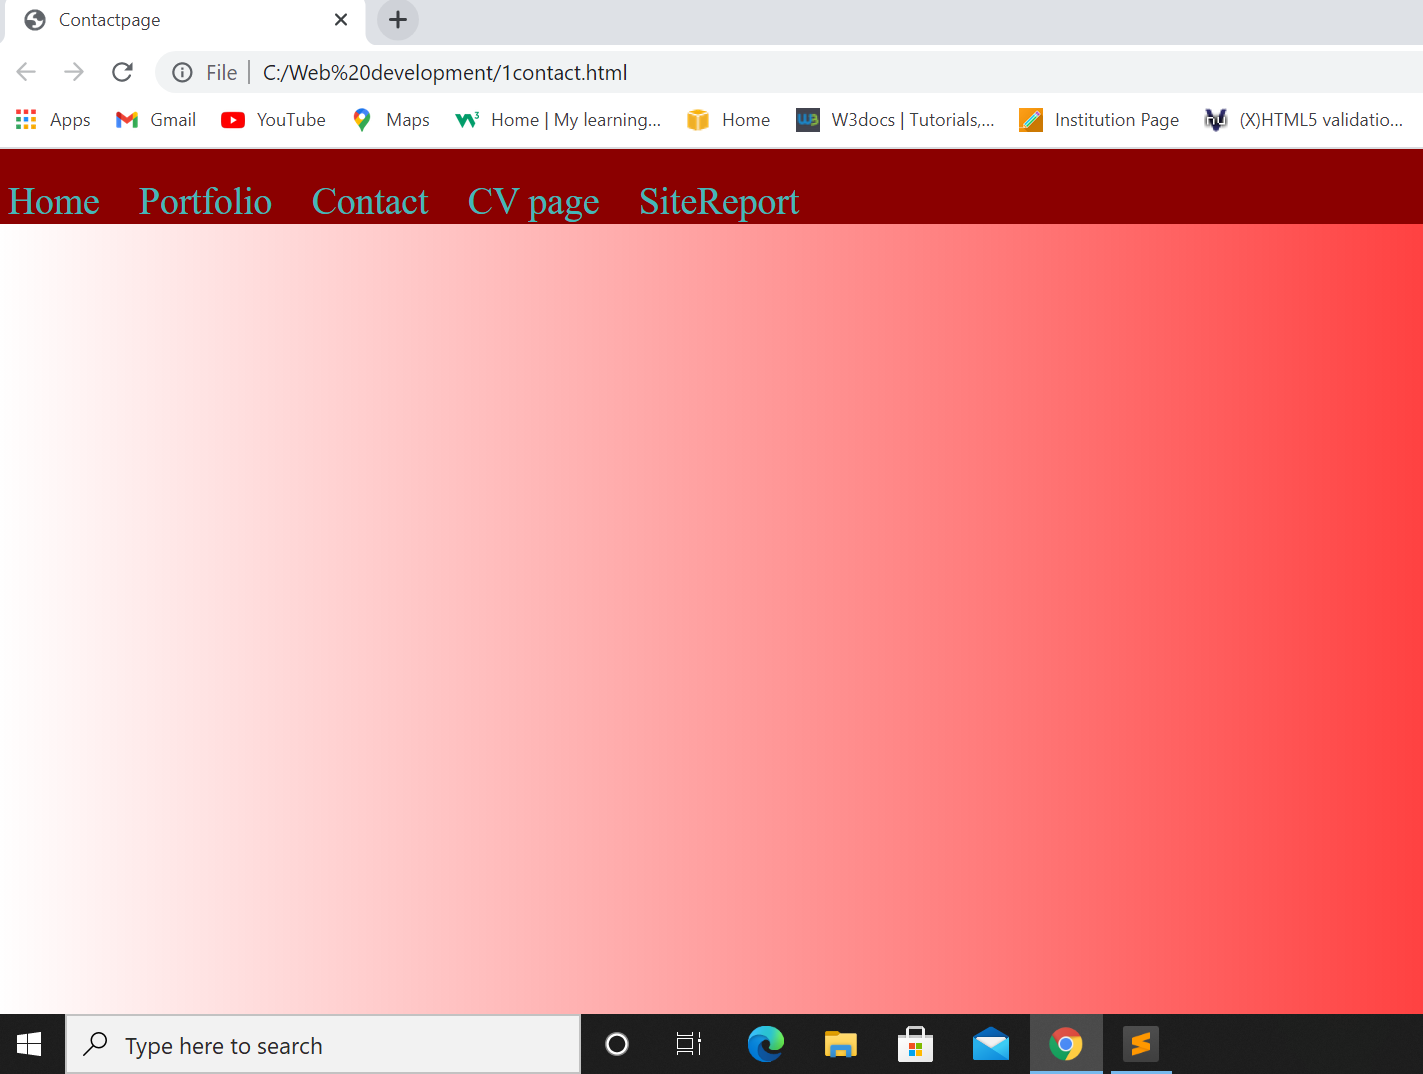 Contactpage
File C:/Web%20development/1contact.html
Apps Gmail YouTube Maps Home | My learning... Home W3docs | Tutorials,... Institution Page (X)HTML5 validatio...
Home Portfolio Contact CV page SiteReport
Type here to search